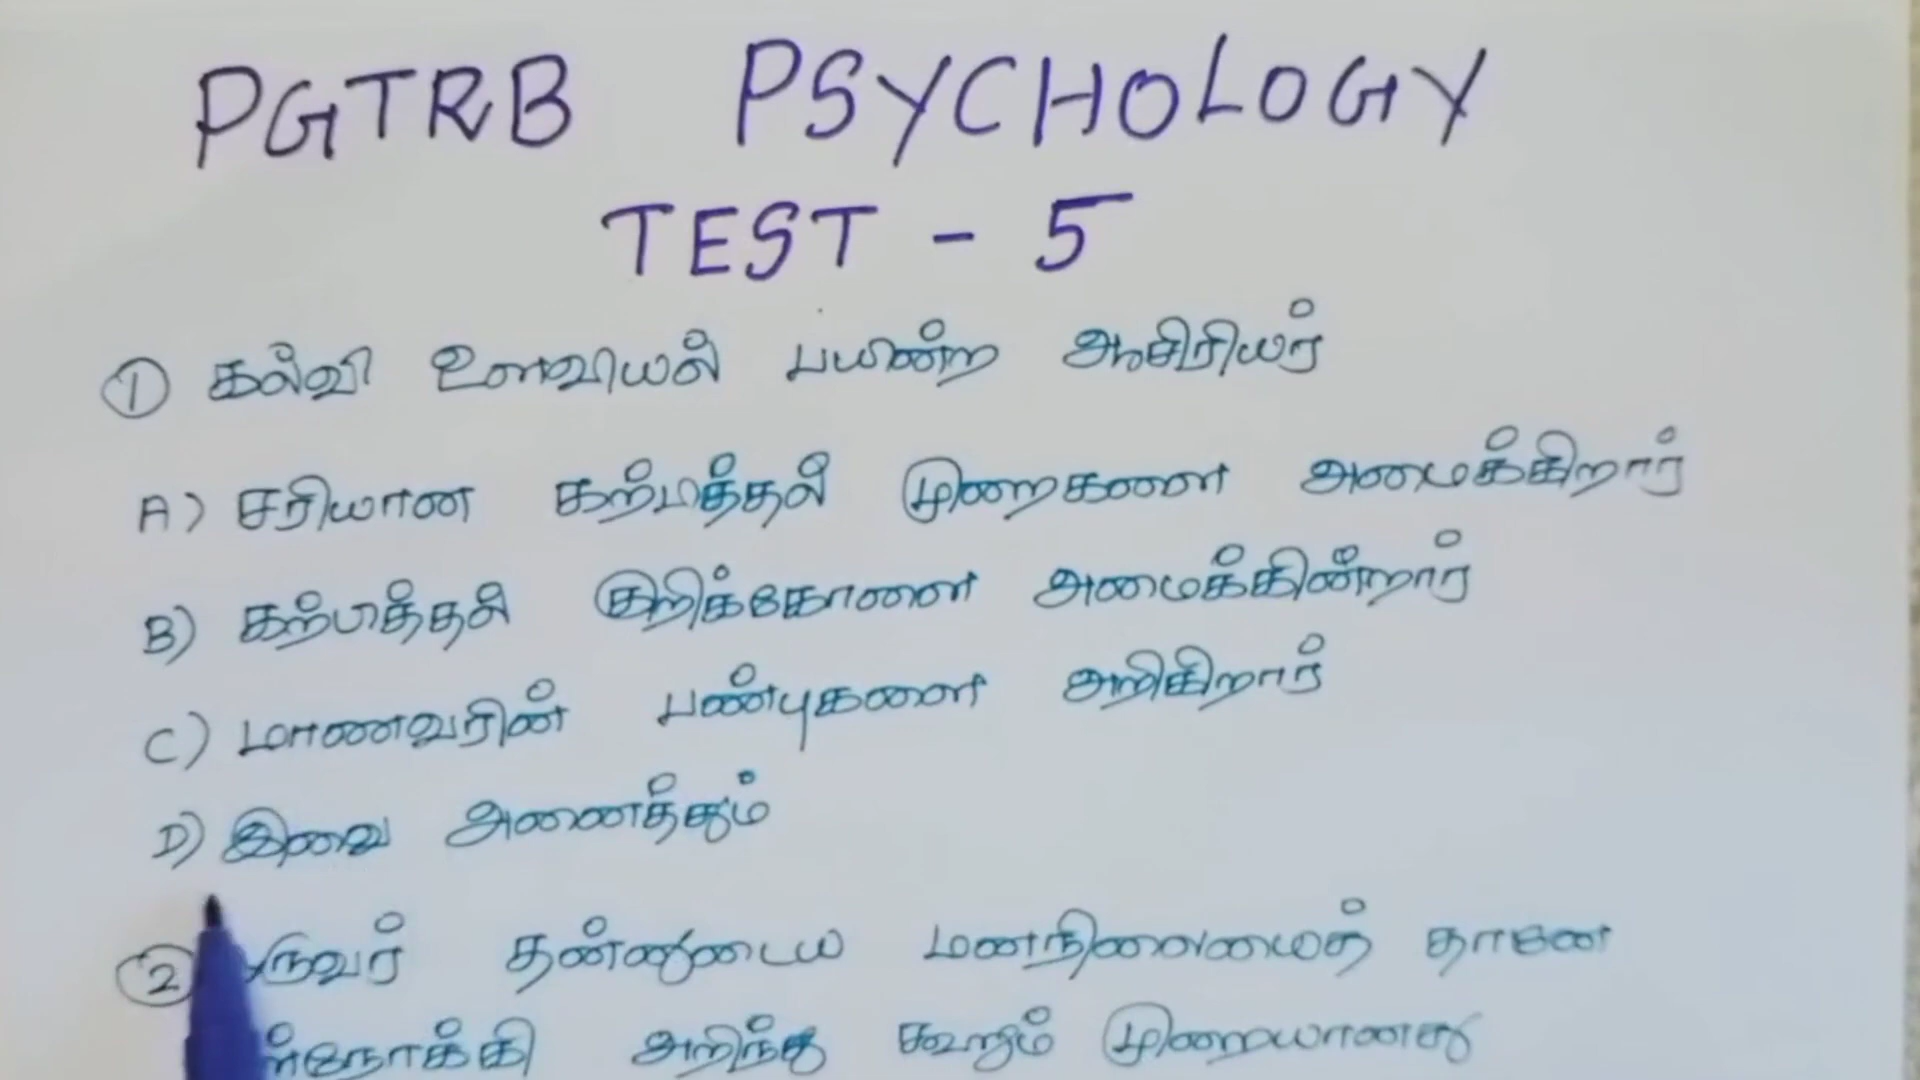 PGTRB PSYCHOLOGY
TEST - 5
① கல்வி உளவியல் பயின்ற ஆசிரியர்
A) சரியான கற்பித்தல் முறைகளை அமைக்கிறார்
B) கற்பித்தல் குறிக்கோளை அமைக்கின்றார்
C) மாணவரின் பண்புகளை அறிகிறார்
D) இவை அனைத்தும்
② தன்னுடைய மனநிலைமைத் தானே
அறிந்து கூறும் முறையானது